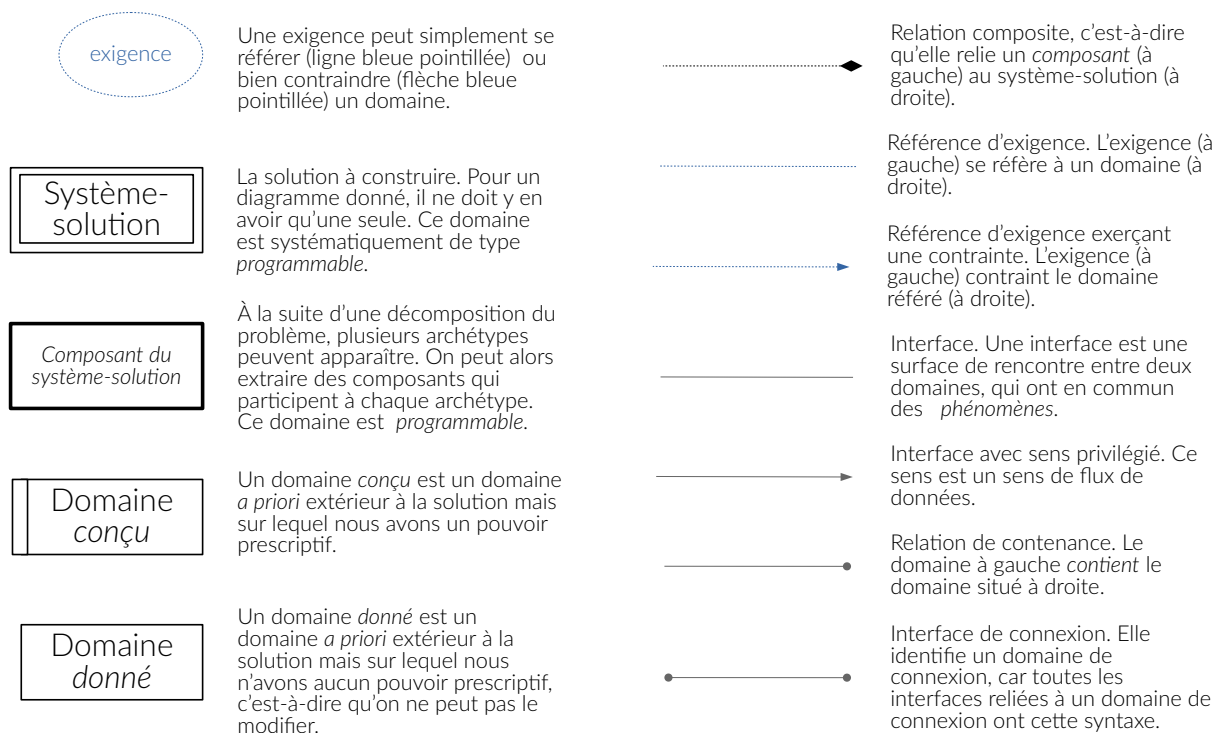 exigence
Une exigence peut simplement se
référer (ligne bleue pointillée) ou
bien contraindre (flèche bleue
pointillée) un domaine.
Système-
solution
La solution à construire. Pour un
diagramme donné, il ne doit y en
avoir qu'une seule. Ce domaine
est systématiquement de type
programmable.
Composant du
système-solution
À la suite d'une décomposition du
problème, plusieurs archétypes
peuvent apparaître. On peut alors
extraire des composants qui
participent à chaque archétype.
Ce domaine est programmable.
Domaine
conçu
Un domaine conçu est un domaine
a priori extérieur à la solution mais
sur lequel nous avons un pouvoir
prescriptif.
Domaine
donné
Un domaine donné est un
domaine a priori extérieur à la
solution mais sur lequel nous
n'avons aucun pouvoir prescriptif,
c'est-à-dire qu'on ne peut pas le
modifier.
Relation composite, c'est-à-dire
qu'elle relie un composant (à
gauche) au système-solution (à
droite).
Référence d'exigence. L'exigence (à
gauche) se réfère à un domaine (à
droite).
Référence d'exigence exerçant
une contrainte. L'exigence (à
gauche) contraint le domaine
référé (à droite).
Interface. Une interface est une
surface de rencontre entre deux
domaines, qui ont en commun
des phénomènes.
Interface avec sens privilégié. Ce
sens est un sens de flux de
données.
Relation de contenance. Le
domaine à gauche contient le
domaine situé à droite.
Interface de connexion. Elle
identifie un domaine de
connexion, car toutes les
interfaces reliées à un domaine de
connexion ont cette syntaxe.